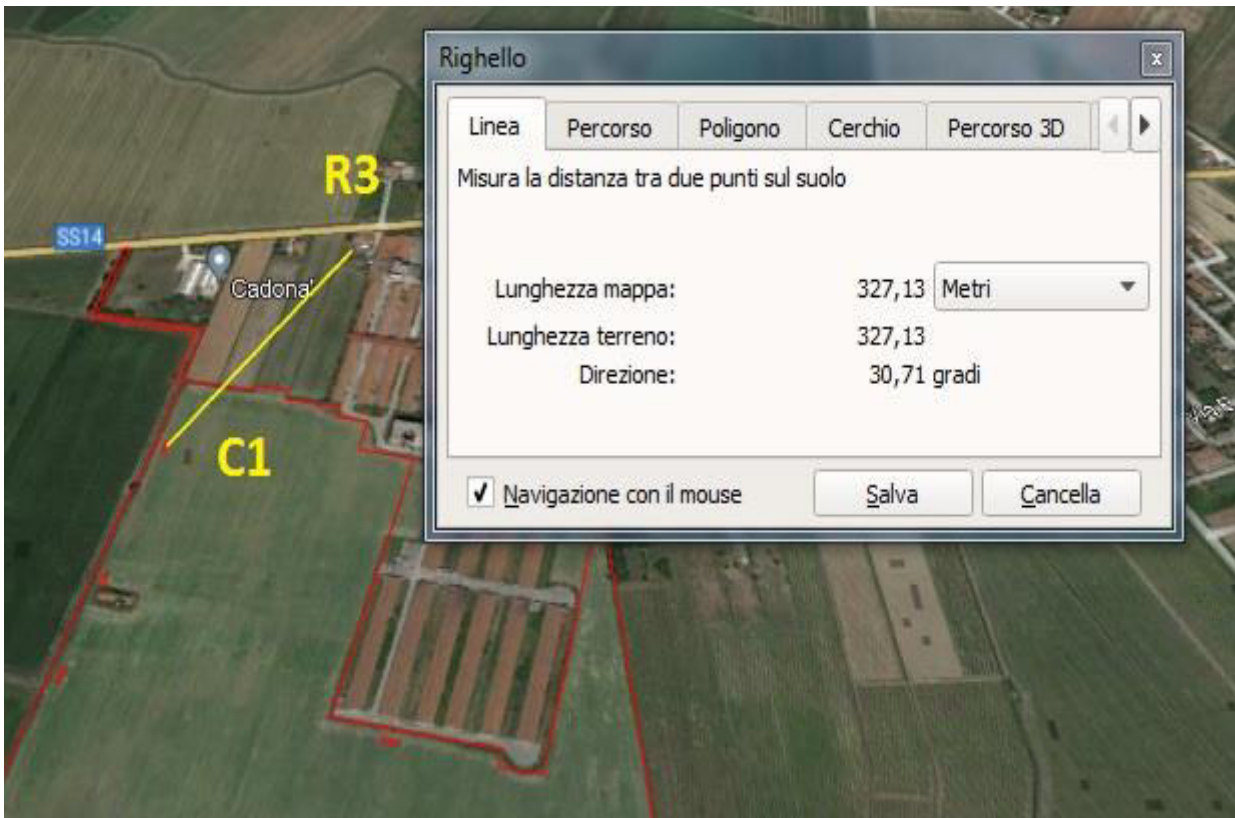 Righello
x
Linea
Percorso
Poligono
Cerchio
Percorso 3D
Misura la distanza tra due punti sul suolo
Lunghezza mappa: 327,13 Metri
Lunghezza terreno: 327,13
Direzione: 30,71 gradi
Navigazione con il mouse
Salva
Cancella
R3
SS14
Cadona'
C1